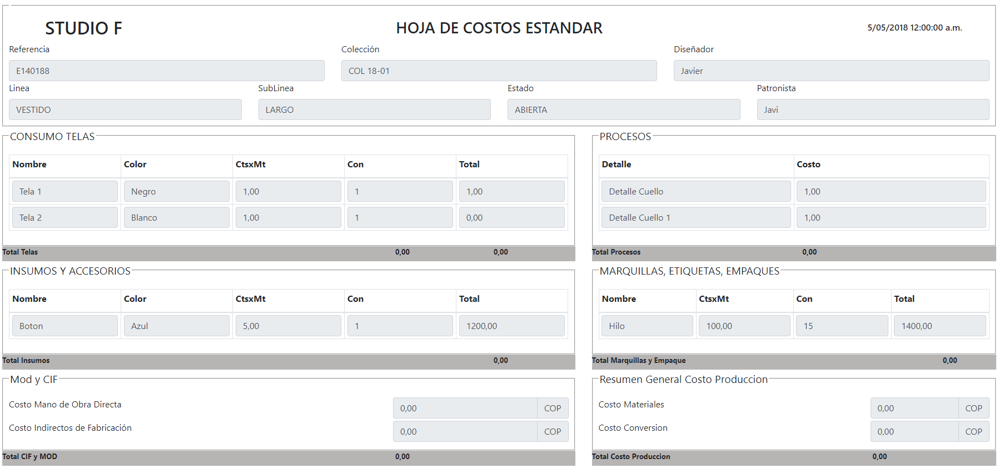 STUDIO F HOJA DE COSTOS ESTANDAR 5/05/2018 12:00:00 a.m.
Referencia Colección Diseñador
E140188 COL 18-01 Javier
Linea SubLinea Estado Patronista
VESTIDO LARGO ABIERTA Javi
CONSUMO TELAS
Nombre Color CtsxMt Con Total
Tela 1 Negro 1,00 1 1,00
Tela 2 Blanco 1,00 1 0,00
Total Telas 0,00 0,00
PROCESOS
Detalle Costo
Detalle Cuello 1,00
Detalle Cuello 1 1,00
Total Procesos 0,00
INSUMOS Y ACCESORIOS
Nombre Color CtsxMt Con Total
Boton Azul 5,00 1 1200,00
Total Insumos 0,00
MARQUILLAS, ETIQUETAS, EMPAQUES
Nombre CtsxMt Con Total
Hilo 100,00 15 1400,00
Total Marquillas y Empaque 0,00
Mod y CIF
Costo Mano de Obra Directa 0,00 COP
Costo Indirectos de Fabricación 0,00 COP
Total CIF y MOD 0,00
Resumen General Costo Produccion
Costo Materiales 0,00 COP
Costo Conversion 0,00 COP
Total Costo Produccion 0,00